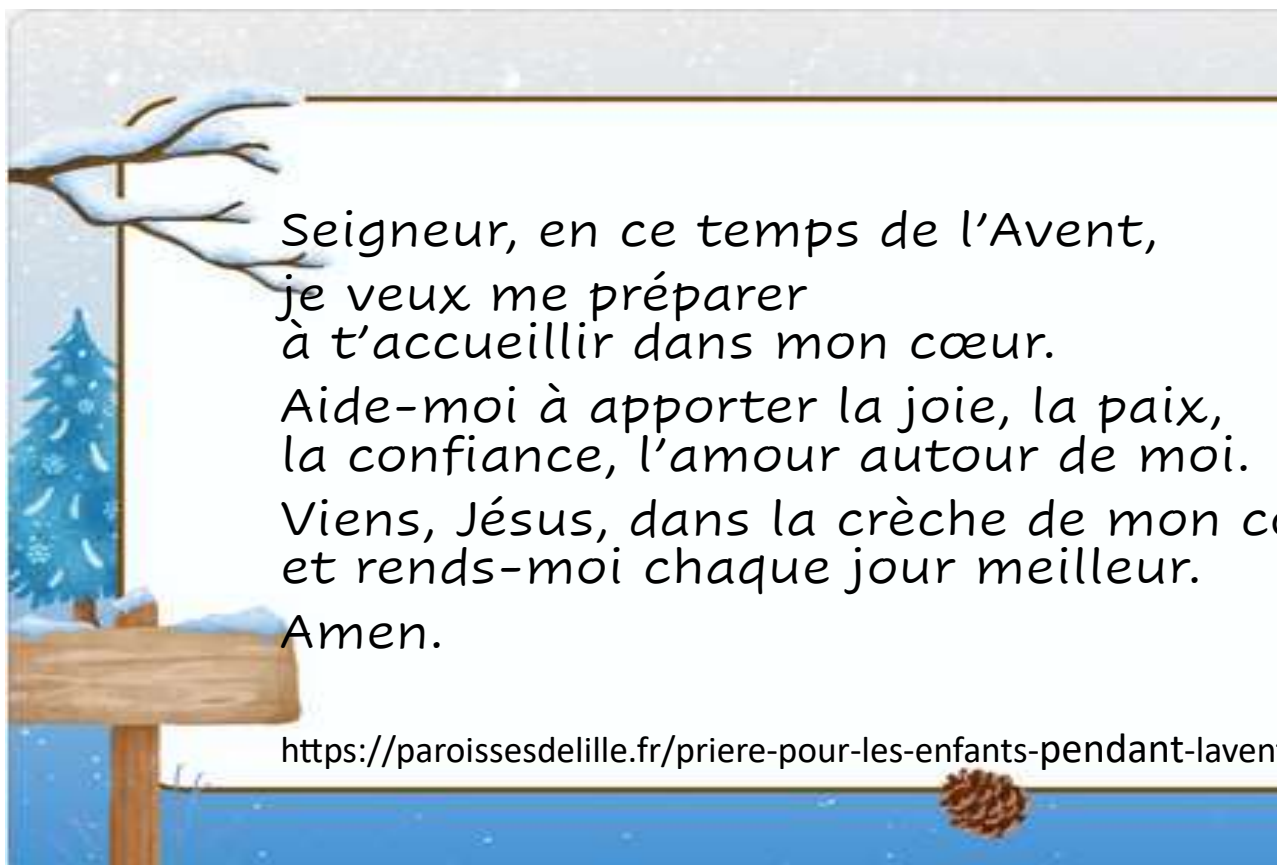 Seigneur, en ce temps de l’Avent,
je veux me préparer
à t’accueillir dans mon cœur.
Aide-moi à apporter la joie, la paix,
la confiance, l’amour autour de moi.
Viens, Jésus, dans la crèche de mon
et rends-moi chaque jour meilleur.
Amen.
https://paroissesdelille.fr/priere-pour-les-enfants-pendant-lavent